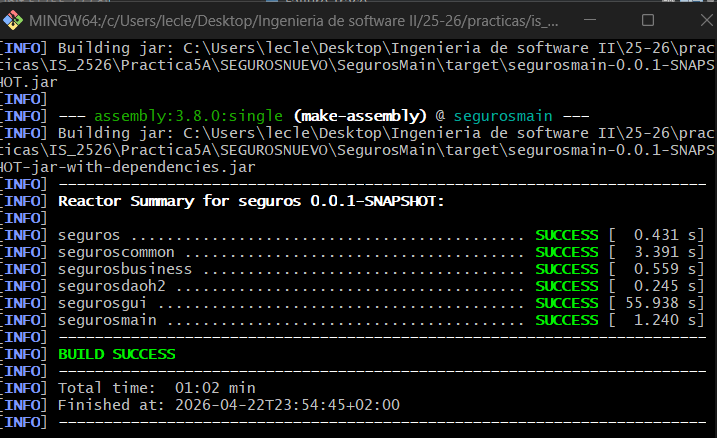 MINGW64:/c/Users/lecle/Desktop/Ingenieria de software II/25-26/practicas/is_...
[INFO] Building jar: C:\Users\lecle\Desktop\Ingenieria de software II\25-26\prac
ticas\IS_2526\Practica5A\SEGUROSNUEVO\SegurosMain\target\segurosmain-0.0.1-SNAPS
HOT.jar
[INFO]
[INFO] --- assembly:3.8.0:single (make-assembly) @ segurosmain ---
[INFO] Building jar: C:\Users\lecle\Desktop\Ingenieria de software II\25-26\prac
ticas\IS_2526\Practica5A\SEGUROSNUEVO\SegurosMain\target\segurosmain-0.0.1-SNAPS
HOT-jar-with-dependencies.jar
[INFO] ------------------------------------------------------------------------
[INFO] Reactor Summary for seguros 0.0.1-SNAPSHOT:
[INFO]
[INFO] seguros ............................................ SUCCESS [  0.431 s]
[INFO] seguroscommon ...................................... SUCCESS [  3.391 s]
[INFO] segurosbusiness .................................... SUCCESS [  0.559 s]
[INFO] segurosdaoh2 ....................................... SUCCESS [  0.245 s]
[INFO] segurosgui ......................................... SUCCESS [ 55.938 s]
[INFO] segurosmain ........................................ SUCCESS [  1.240 s]
[INFO] ------------------------------------------------------------------------
[INFO] BUILD SUCCESS
[INFO] ------------------------------------------------------------------------
[INFO] Total time:  01:02 min
[INFO] Finished at: 2026-04-22T23:54:45+02:00
[INFO] ------------------------------------------------------------------------